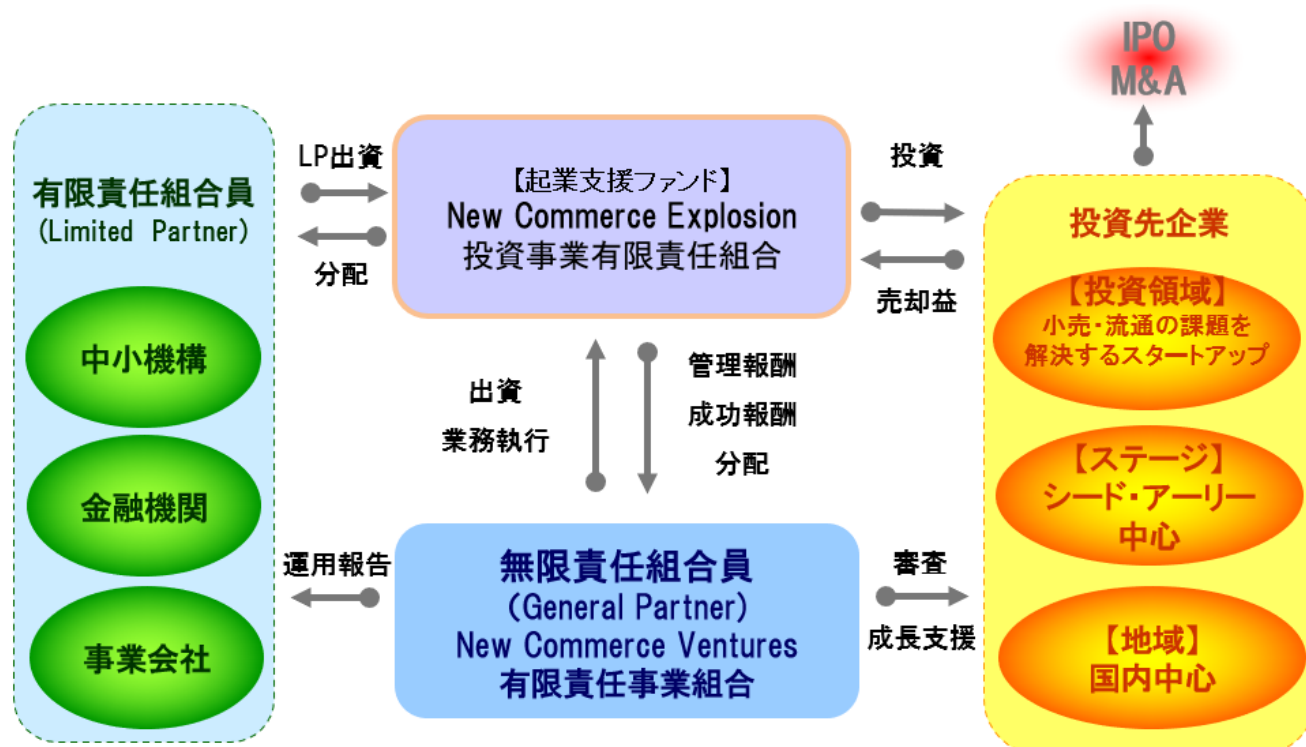 IPO
M&A
有限責任組合員
(Limited Partner)
中小機構
金融機関
事業会社
LP出資
分配
【起業支援ファンド】
New Commerce Explosion
投資事業有限責任組合
投資
売却益
出資
業務執行
管理報酬
成功報酬
分配
運用報告
無限責任組合員
(General Partner)
New Commerce Ventures
有限責任事業組合
審査
成長支援
投資先企業
【投資領域】
小売・流通の課題を
解決するスタートアップ
【ステージ】
シード・アーリー
中心
【地域】
国内中心